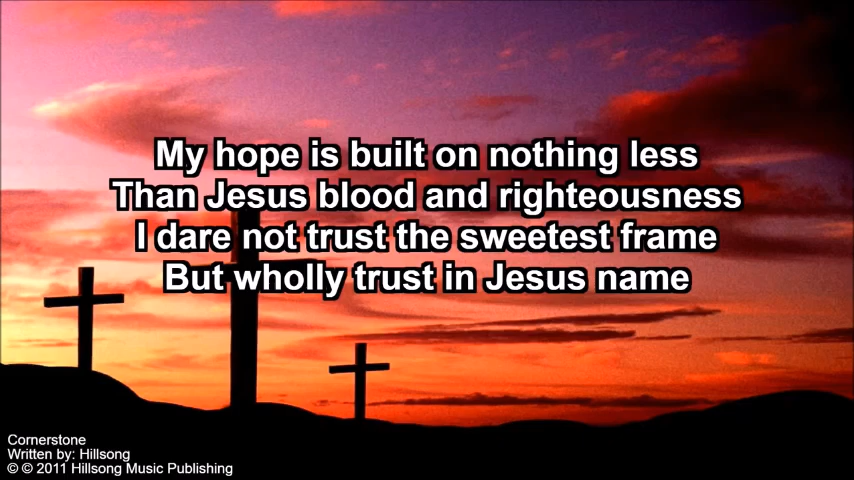 My hope is built on nothing less
Than Jesus blood and righteousness
I dare not trust the sweetest frame
But wholly trust in Jesus name
Cornerstone
Written by: Hillsong
© © 2011 Hillsong Music Publishing